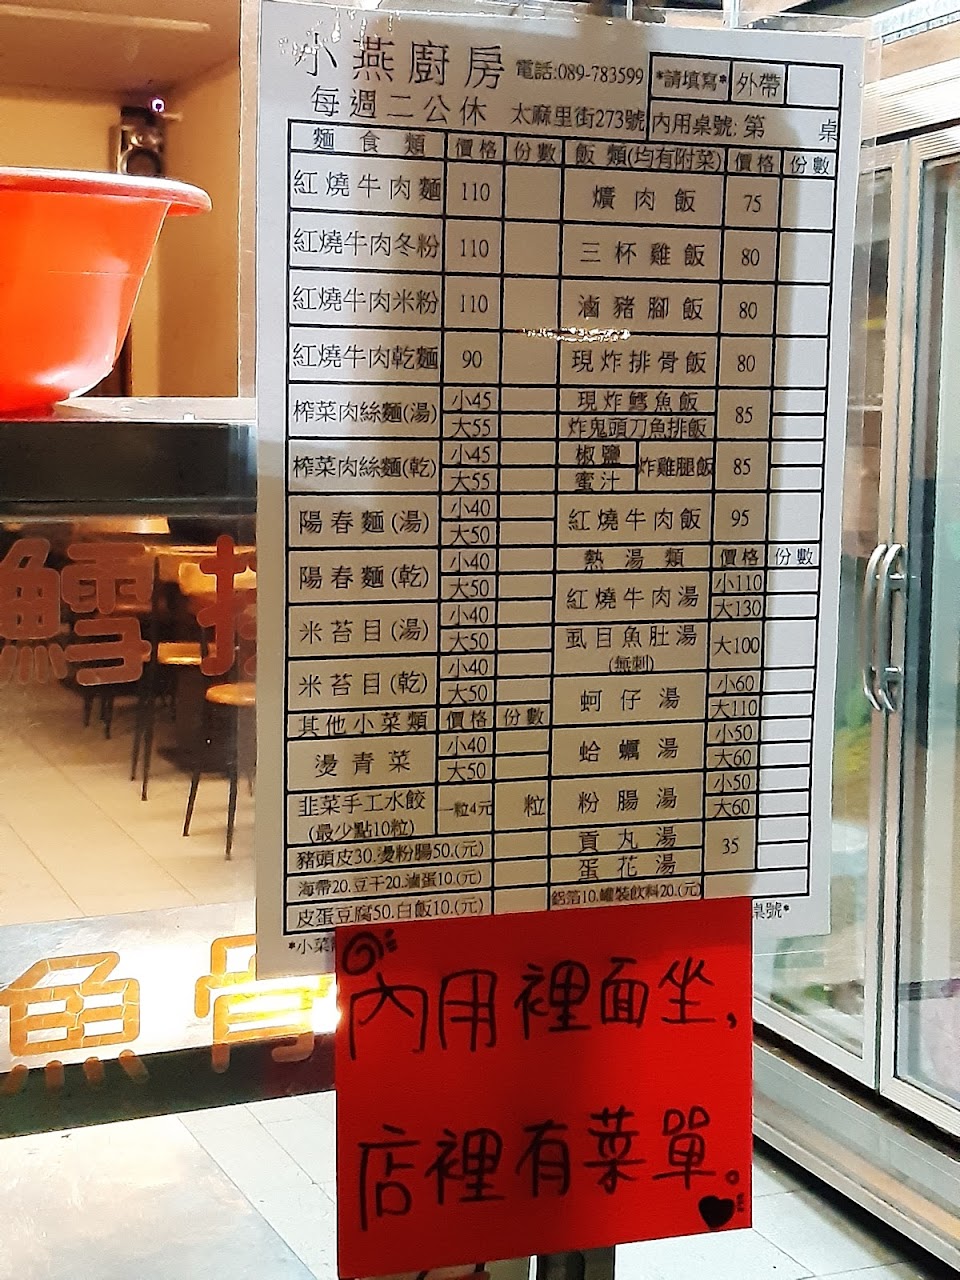 小燕廚房 電話:089-783599 *請填寫* 外帶
每週二公休 太麻里街273號 內用桌號:第 桌
麵食類 價格 份數 飯類(均有附菜) 價格 份數
紅燒牛肉麵 110 爌肉飯 75
紅燒牛肉冬粉 110 三杯雞飯 80
紅燒牛肉米粉 110 滷豬腳飯 80
紅燒牛肉乾麵 90 現炸排骨飯 80
榨菜肉絲麵(湯) 小45 大55 現炸鱈魚飯 炸鬼頭刀魚排飯 85
榨菜肉絲麵(乾) 小45 大55 椒鹽 蜜汁 炸雞腿飯 85
陽春麵(湯) 小40 大50 紅燒牛肉飯 95
陽春麵(乾) 小40 大50 熱湯類 價格 份數
米苔目(湯) 小40 大50 紅燒牛肉湯 小110 大130
米苔目(乾) 小40 大50 虱目魚肚湯 (無刺) 大100
其他小菜類 價格 份數 蚵仔湯 小60 大110
燙青菜 小40 大50 蛤蠣湯 小50 大60
韭菜手工水餃 (最少點10粒) 一粒4元 粒 粉腸湯 小50 大60
豬頭皮30.燙粉腸50.(元) 貢丸湯 35
海帶20.豆干20.滷蛋10.(元) 蛋花湯
皮蛋豆腐50.白飯10.(元) 鋁箔10.罐裝飲料20.(元)
*小菜 桌號*
內用裡面坐,
店裡有菜單。
鱈
魚骨